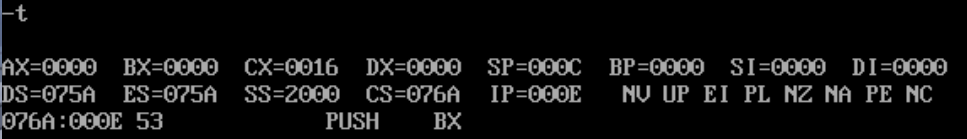 -t
AX=0000 BX=0000 CX=0016 DX=0000 SP=000C BP=0000 SI=0000 DI=0000
DS=075A ES=075A SS=2000 CS=076A IP=000E NV UP EI PL NZ NA PE NC
076A:000E 53 PUSH BX